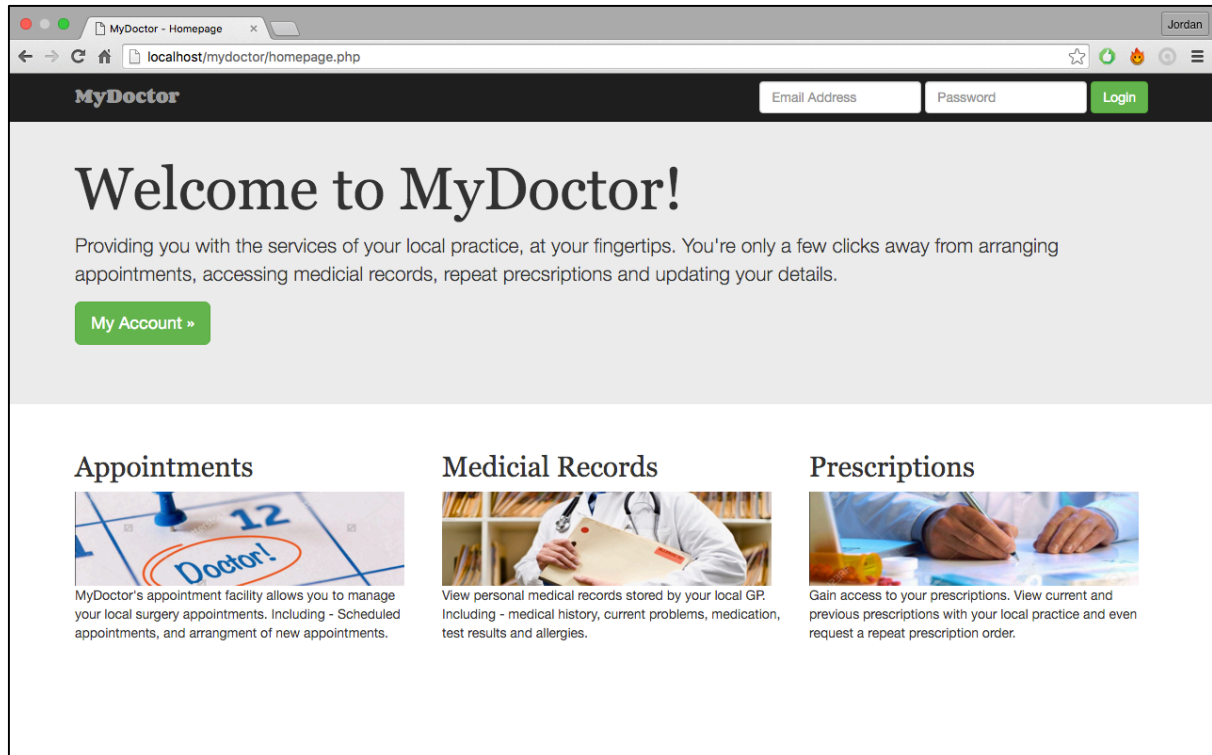 MyDoctor - Homepage
Jordan
localhost/mydoctor/homepage.php
MyDoctor
Email Address
Password
Login
Welcome to MyDoctor!
Providing you with the services of your local practice, at your fingertips. You're only a few clicks away from arranging
appointments, accessing medicial records, repeat precsriptions and updating your details.
My Account »
Appointments
12
Doctor!
MyDoctor's appointment facility allows you to manage
your local surgery appointments. Including - Scheduled
appointments, and arrangment of new appointments.
Medicial Records
View personal medical records stored by your local GP.
Including - medical history, current problems, medication,
test results and allergies.
Prescriptions
Gain access to your prescriptions. View current and
previous prescriptions with your local practice and even
request a repeat prescription order.